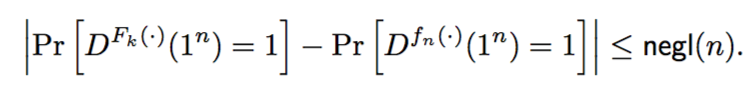 |Pr [D^{F_k(·)}(1^n) = 1] − Pr [D^{f_n(·)}(1^n) = 1]| ≤ negl(n).